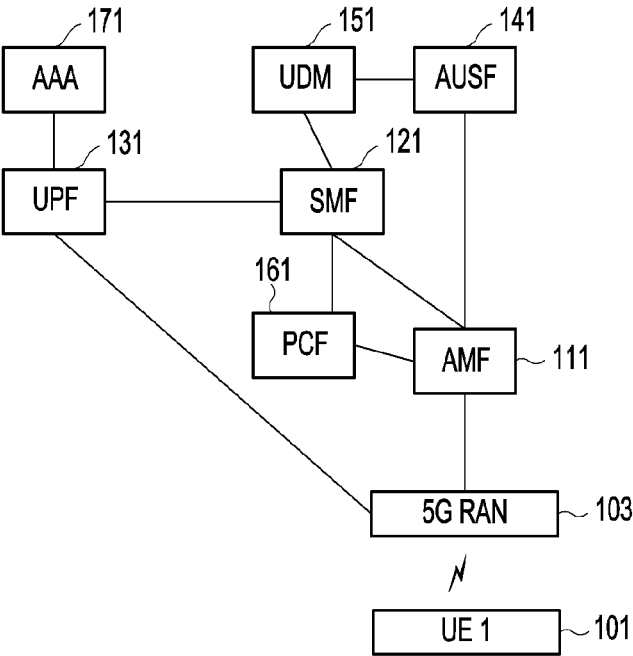 171
151
141
AAA
UDM
AUSF
131
121
UPF
SMF
161
PCF
AMF
111
5G RAN
103
UE 1
101